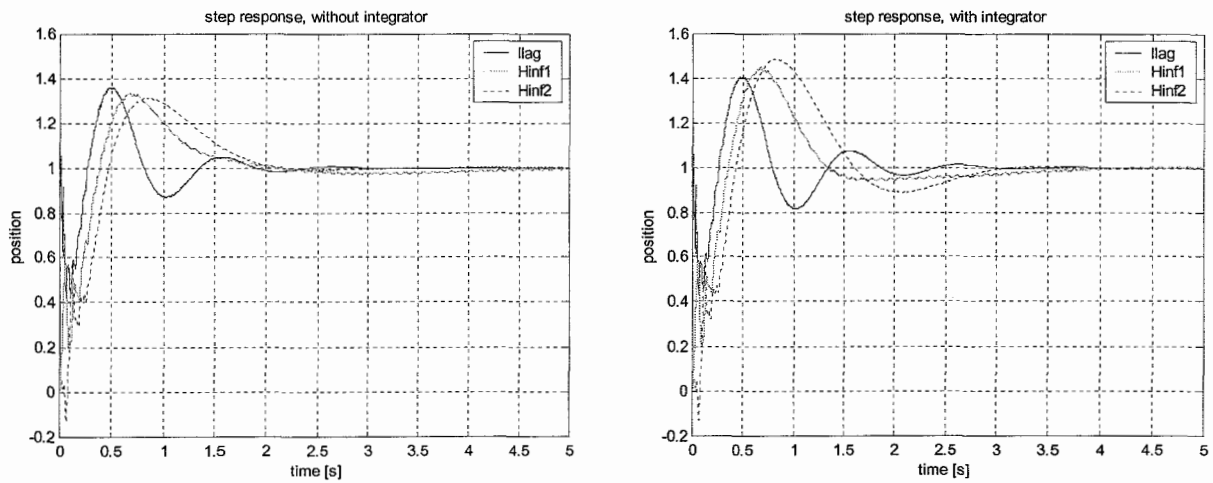 step response, without integrator
1.6
1.4
1.2
1
0.8
0.6
0.4
0.2
0
-0.2
position
0 0.5 1 1.5 2 2.5 3 3.5 4 4.5 5
time [s]
llag
Hinf1
Hinf2
step response, with integrator
1.6
1.4
1.2
1
0.8
0.6
0.4
0.2
0
-0.2
position
0 0.5 1 1.5 2 2.5 3 3.5 4 4.5 5
time [s]
llag
Hinf1
Hinf2